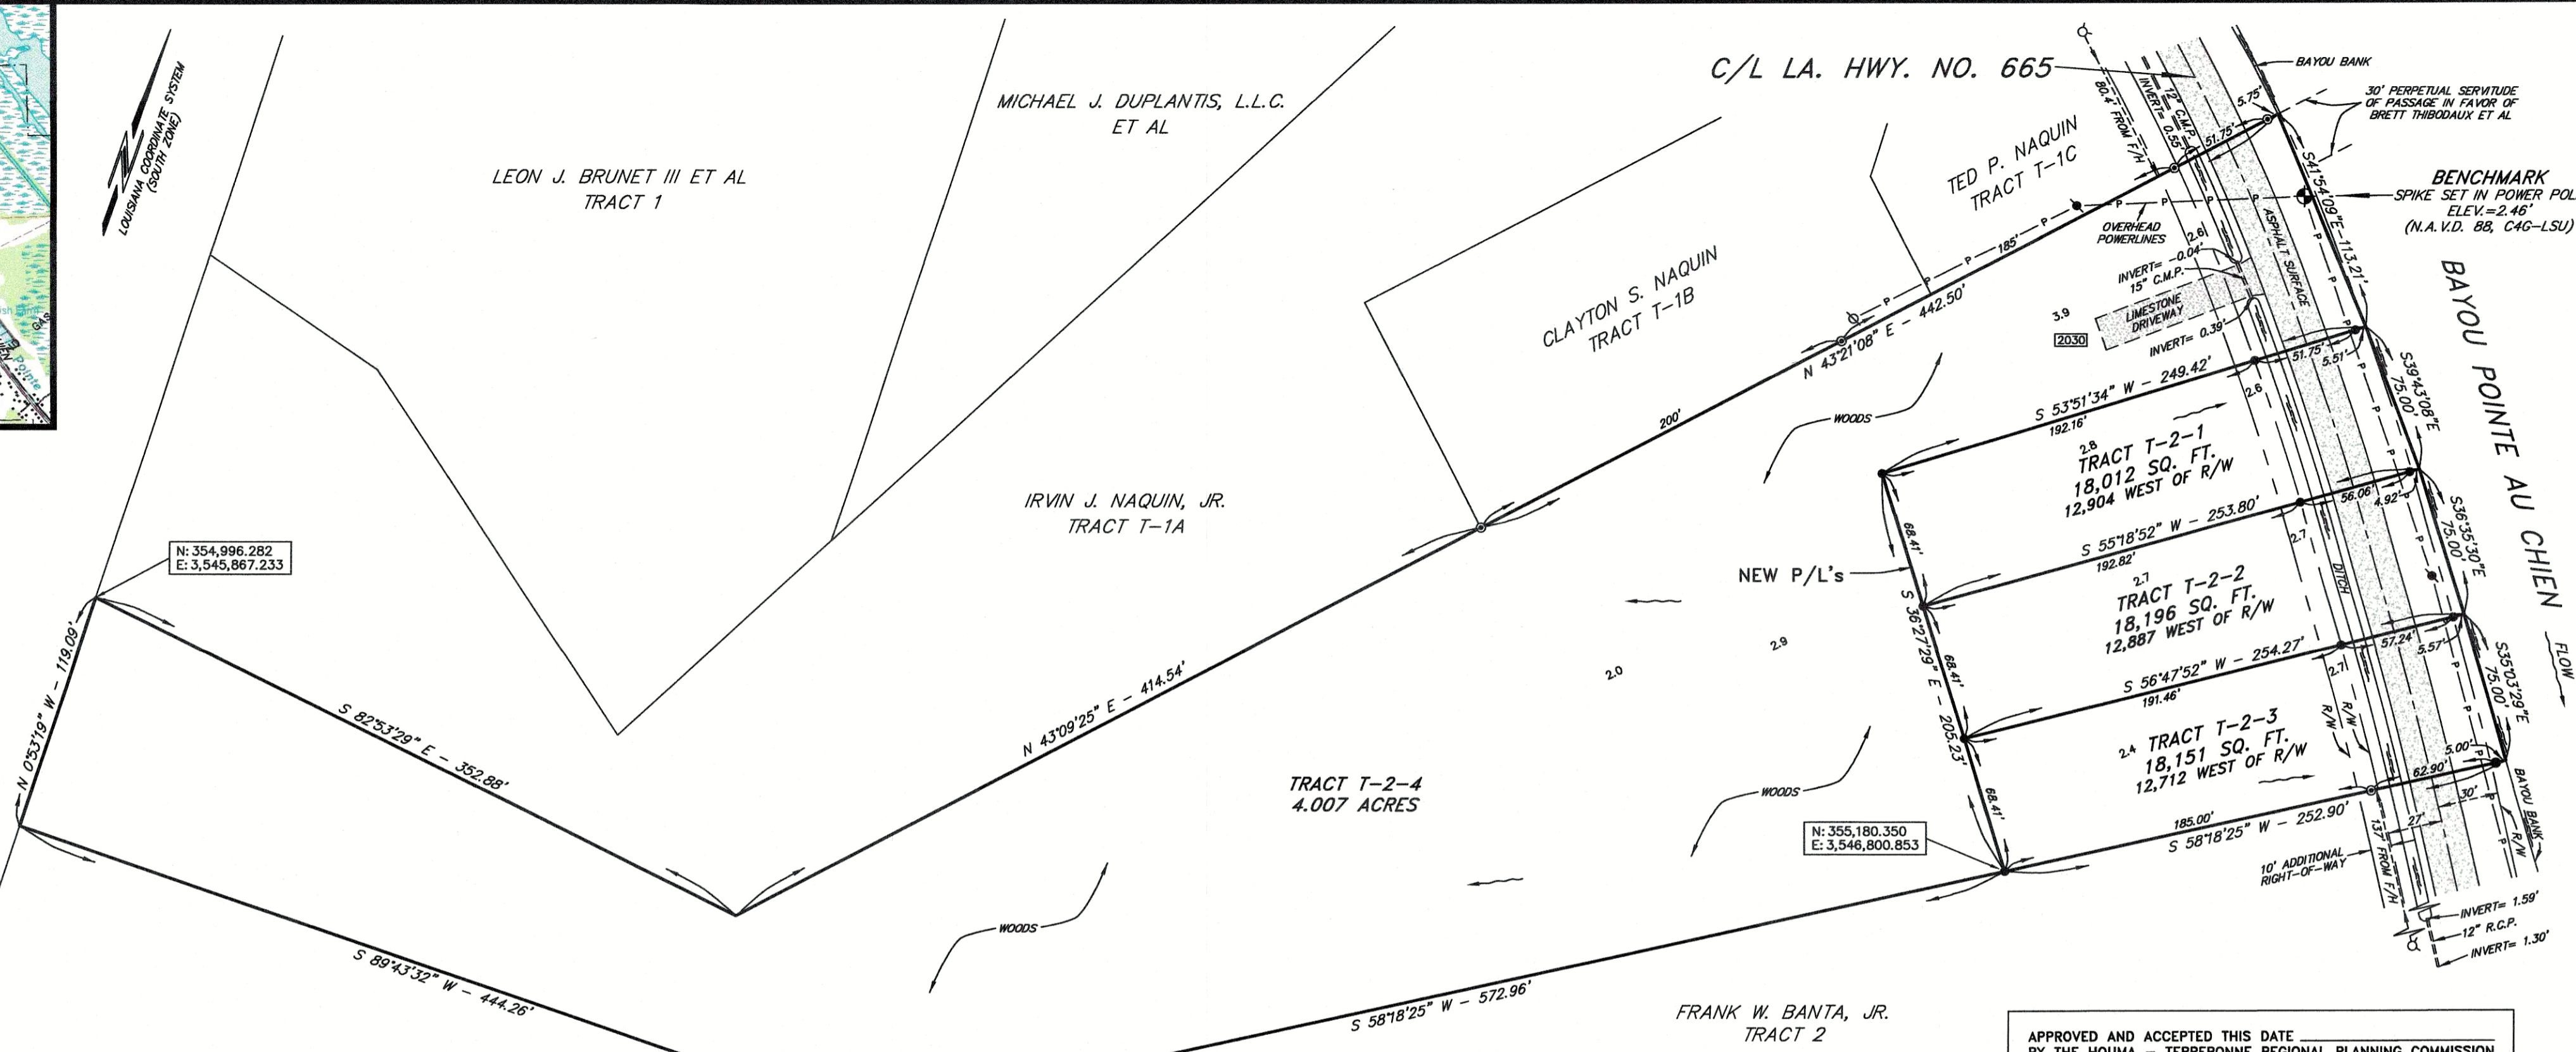 LOUISIANA COORDINATE SYSTEM
(SOUTH ZONE)
Pointe
LEON J. BRUNET III ET AL
TRACT 1
MICHAEL J. DUPLANTIS, L.L.C.
ET AL
IRVIN J. NAQUIN, JR.
TRACT T-1A
CLAYTON S. NAQUIN
TRACT T-1B
TED P. NAQUIN
TRACT T-1C
C/L LA. HWY. NO. 665
BAYOU BANK
30' PERPETUAL SERVITUDE
OF PASSAGE IN FAVOR OF
BRETT THIBODAUX ET AL
BENCHMARK
SPIKE SET IN POWER POL
ELEV.=2.46'
(N.A.V.D. 88, C4G-LSU)
80.4' FROM F/H
12" C.M.P.
INVERT= 0.55'
51.75'
5.75'
S41°54'09"E-113.21'
OVERHEAD
POWERLINES
2.6
ASPHALT SURFACE
INVERT= -0.04'
15" C.M.P.
LIMESTONE
DRIVEWAY
INVERT= 0.39'
3.9
2030
185'
N 43°21'08" E - 442.50'
200'
WOODS
S 53°51'34" W - 249.42'
192.16'
51.75'
5.51'
2.6
S39°43'08"E
75.00'
BAYOU POINTE AU CHIEN
FLOW
2.8
TRACT T-2-1
18,012 SQ. FT.
12,904 WEST OF R/W
S 55°18'52" W - 253.80'
192.82'
56.06'
4.92'
2.7
S36°35'30"E
75.00'
DITCH
NEW P/L's
68.41'
S 36°27'29" E - 205.23'
68.41'
68.41'
2.7
TRACT T-2-2
18,196 SQ. FT.
12,887 WEST OF R/W
S 56°47'52" W - 254.27'
191.46'
57.24'
5.57'
2.7
S35°03'29"E
75.00'
2.4
TRACT T-2-3
18,151 SQ. FT.
12,712 WEST OF R/W
R/W
R/W
5.00'
62.90'
30'
27'
185.00'
S 58°18'25" W - 252.90'
BAYOU BANK
R/W
10' ADDITIONAL
RIGHT-OF-WAY
137' FROM F/H
INVERT= 1.59'
12" R.C.P.
INVERT= 1.30'
N: 354,996.282
E: 3,545,867.233
N 0°53'19" W - 119.09'
S 82°53'29" E - 352.88'
N 43°09'25" E - 414.54'
2.0
2.9
TRACT T-2-4
4.007 ACRES
WOODS
N: 355,180.350
E: 3,546,800.853
WOODS
S 89°43'32" W - 444.26'
S 58°18'25" W - 572.96'
FRANK W. BANTA, JR.
TRACT 2
APPROVED AND ACCEPTED THIS DATE
BY THE HOUMA - TERREBONNE REGIONAL PLANNING COMMISSION